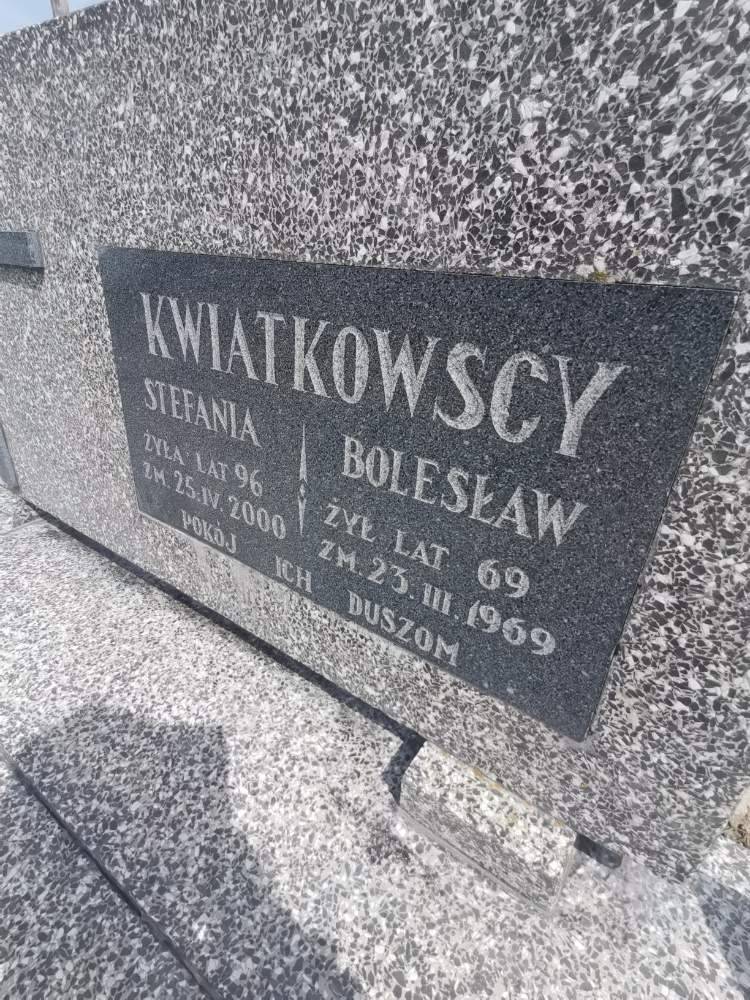 KWIATKOWSCY
STEFANIA
ŻYŁA LAT 96
ZM. 25. IV. 2000
BOLESŁAW
ŻYŁ LAT 69
ZM. 23. III. 1969
POKÓJ ICH DUSZOM